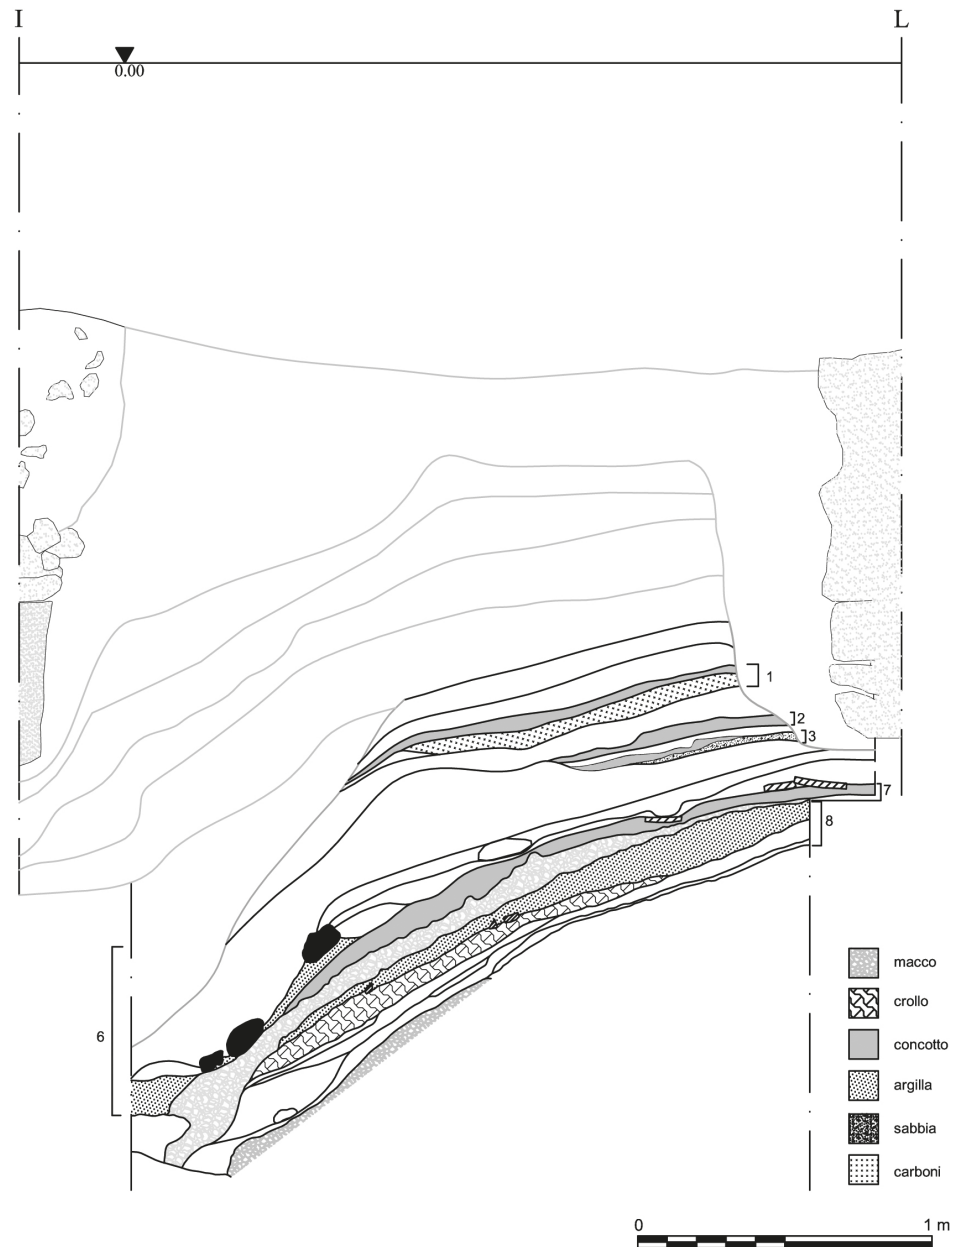 I L
0.00
1
2
3
7
8
6
macco
crollo
concotto
argilla
sabbia
carboni
0 1 m